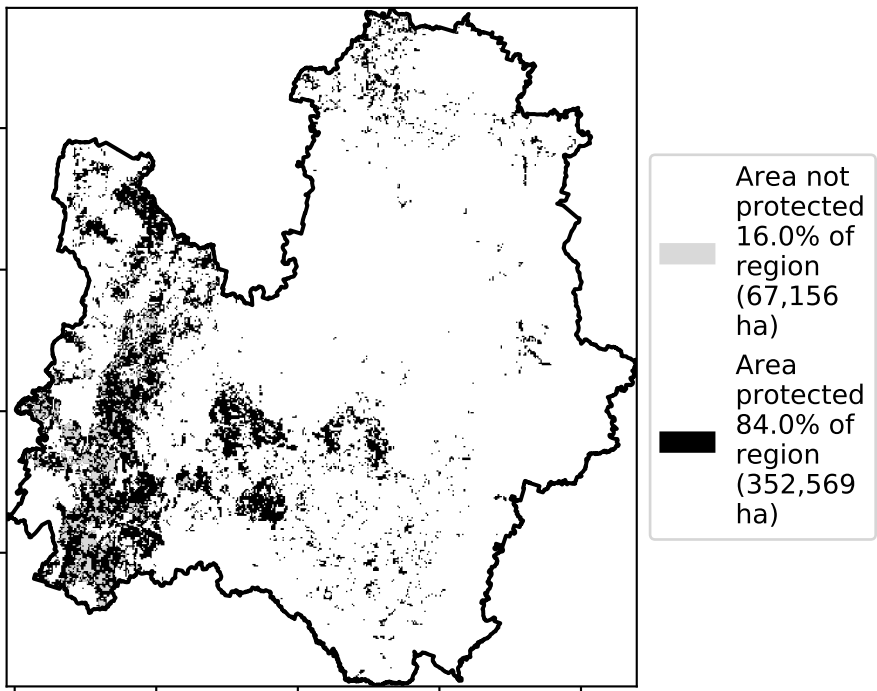 Area not
protected
16.0% of
region
(67,156
ha)
Area
protected
84.0% of
region
(352,569
ha)